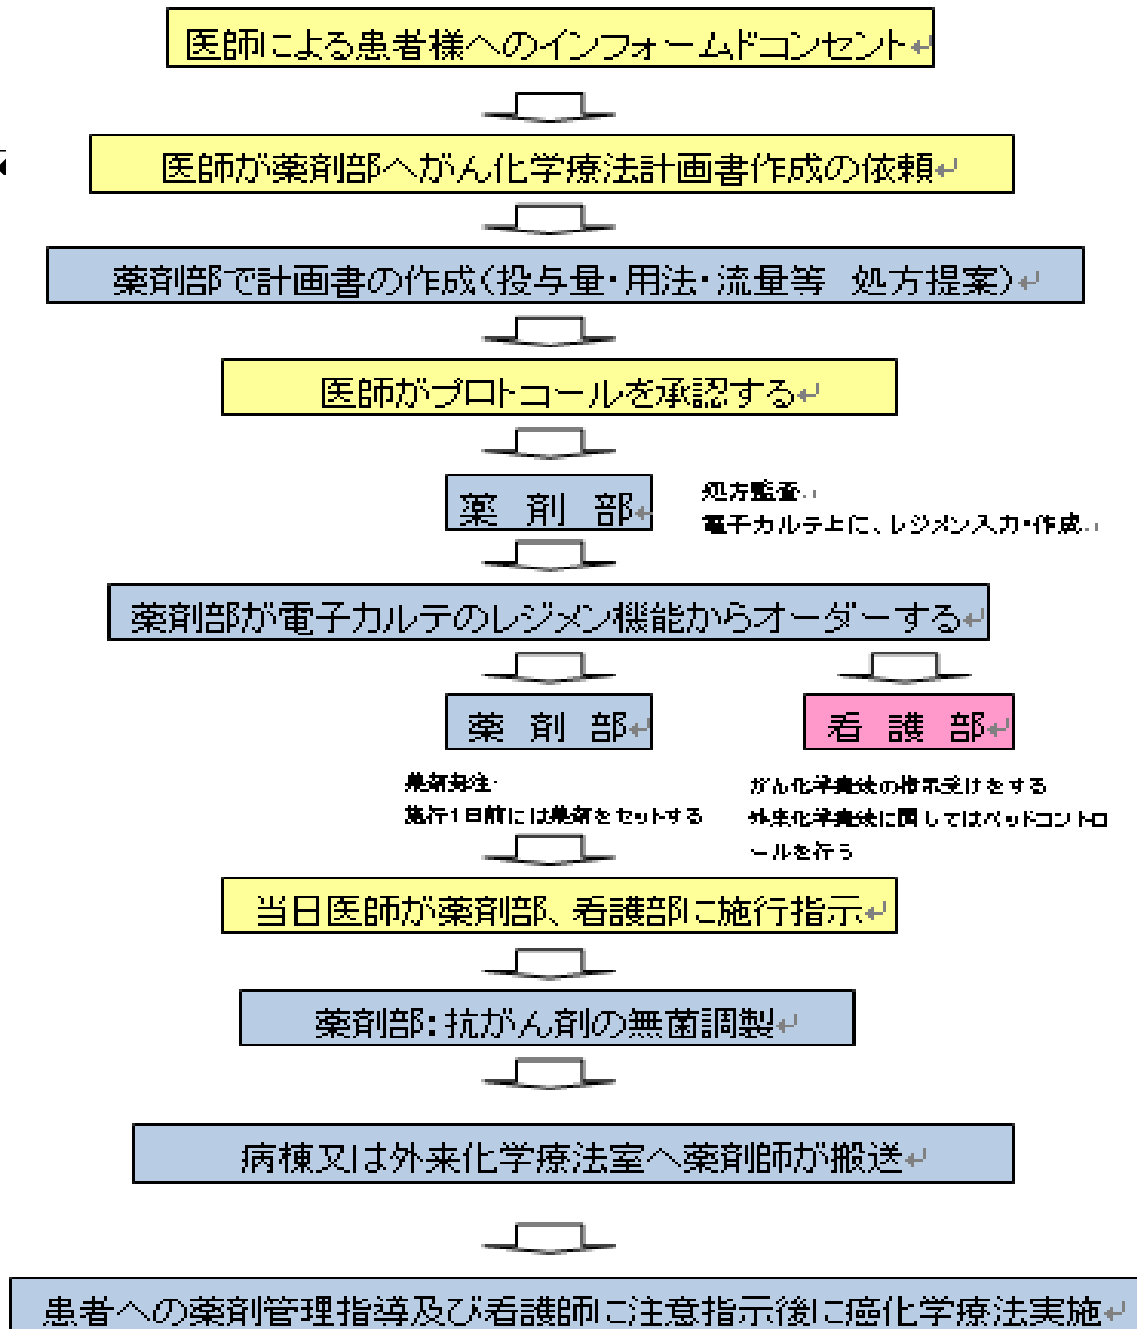 医師による患者様へのインフォームドコンセント
医師が薬剤部へがん化学療法計画書作成の依頼
薬剤部で計画書の作成(投与量・用法・流量等 処方提案)
医師がプロトコールを承認する
薬 剤 部
処方監査
電子カルテ上に、レジメン入力・作成
薬剤部が電子カルテのレジメン機能からオーダーする
薬 剤 部
看 護 部
薬剤発注
施行1日前には薬剤をセットする
がん化学療法の指示受けをする
外来化学療法に関してはベッドコントロ
ールを行う
当日医師が薬剤部、看護部に施行指示
薬剤部:抗がん剤の無菌調製
病棟又は外来化学療法室へ薬剤師が搬送
患者への薬剤管理指導及び看護師に注意指示後に癌化学療法実施